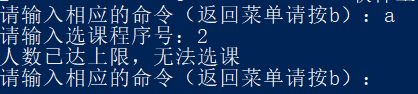 请输入相应的命令（返回菜单请按b）：a
请输入选课程序号：2
人数已达上限，无法选课
请输入相应的命令（返回菜单请按b）：